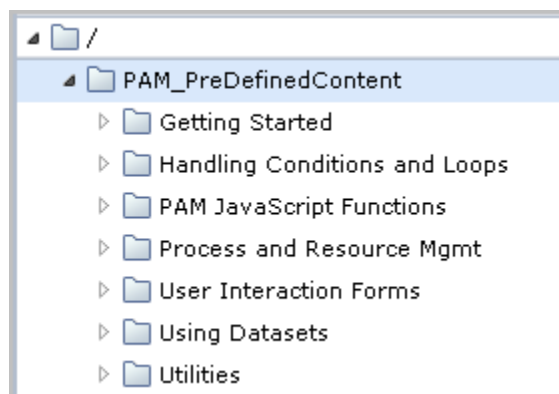 /
PAM_PreDefinedContent
Getting Started
Handling Conditions and Loops
PAM JavaScript Functions
Process and Resource Mgmt
User Interaction Forms
Using Datasets
Utilities